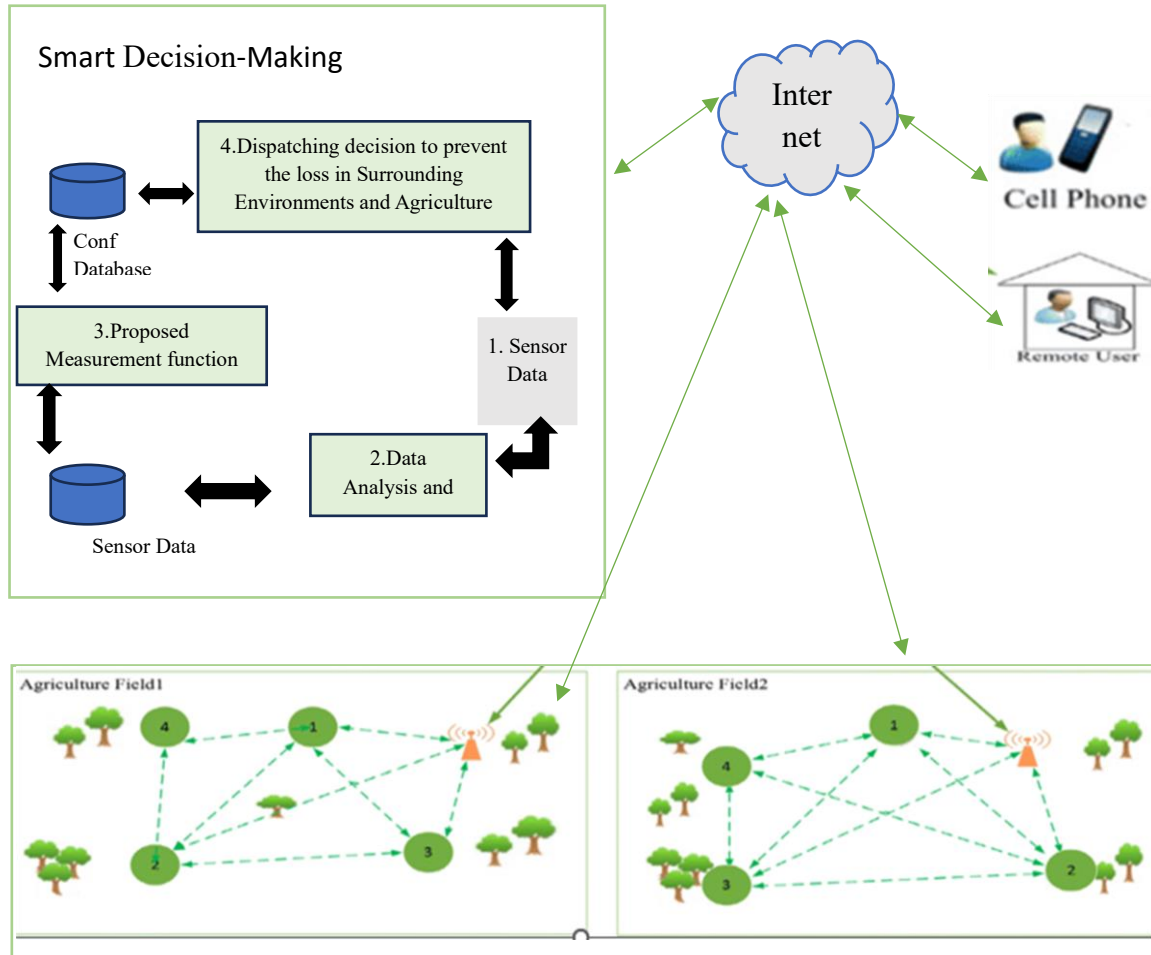 Smart Decision-Making
4.Dispatching decision to prevent
the loss in Surrounding
Environments and Agriculture
Conf
Database
3.Proposed
Measurement function
1. Sensor
Data
2.Data
Analysis and
Sensor Data
Inter
net
Cell Phone
Remote User
Agriculture Field1
4
1
2
3
Agriculture Field2
1
4
2
3